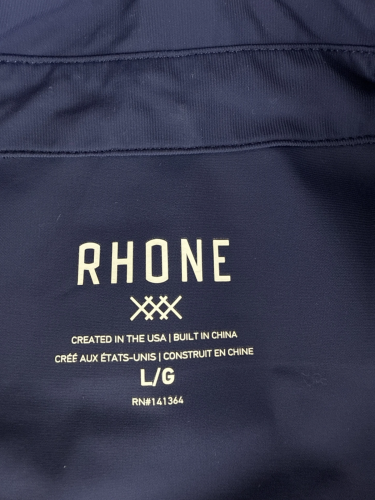 RHONE
CREATED IN THE USA | BUILT IN CHINA
CRÉÉ AUX ÉTATS-UNIS | CONSTRUIT EN CHINE
L/G
RN#141364